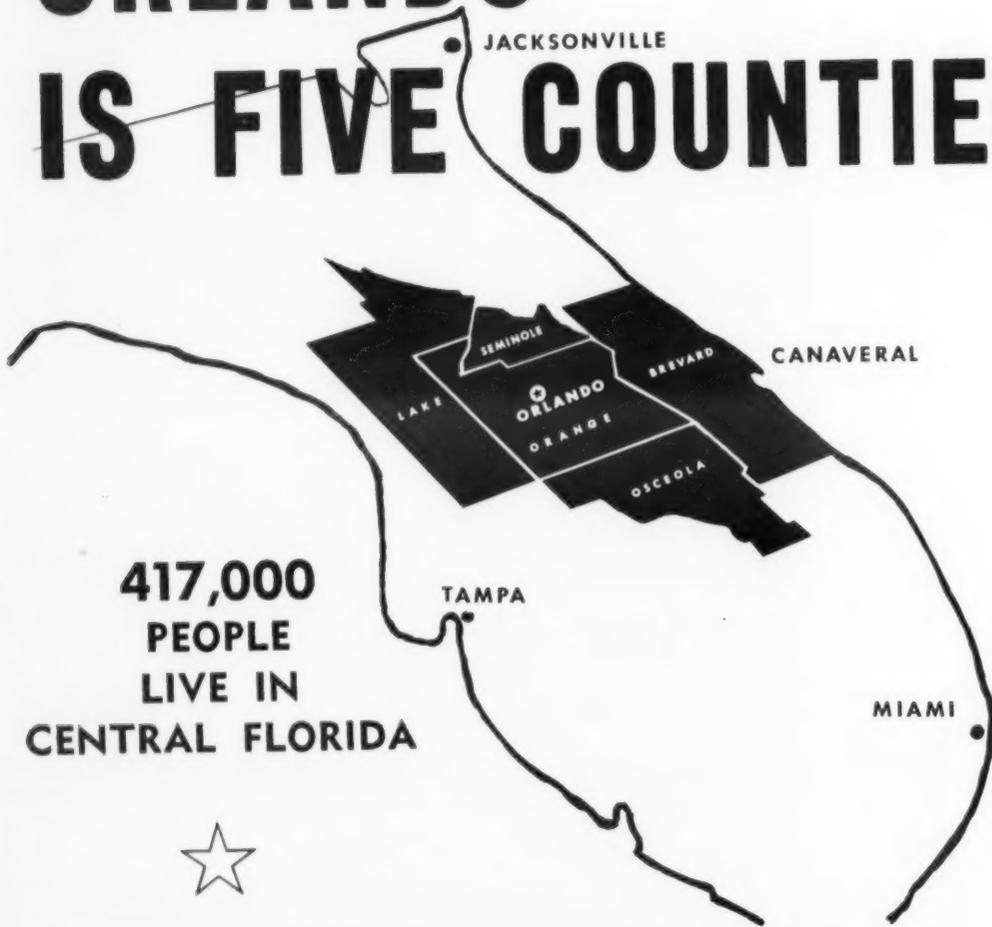 ORLANDO
JACKSONVILLE
IS FIVE COUNTIE
SEMINOLE
BREVARD
CANAVERAL
LAKE
ORLANDO
ORANGE
OSCEOLA
417,000
PEOPLE
LIVE IN
CENTRAL FLORIDA
TAMPA
MIAMI